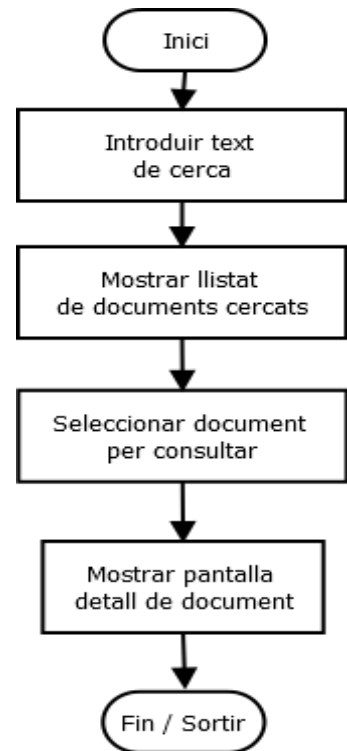 Inici
Introduir text
de cerca
Mostrar llistat
de documents cercats
Seleccionar document
per consultar
Mostrar pantalla
detall de document
Fin / Sortir